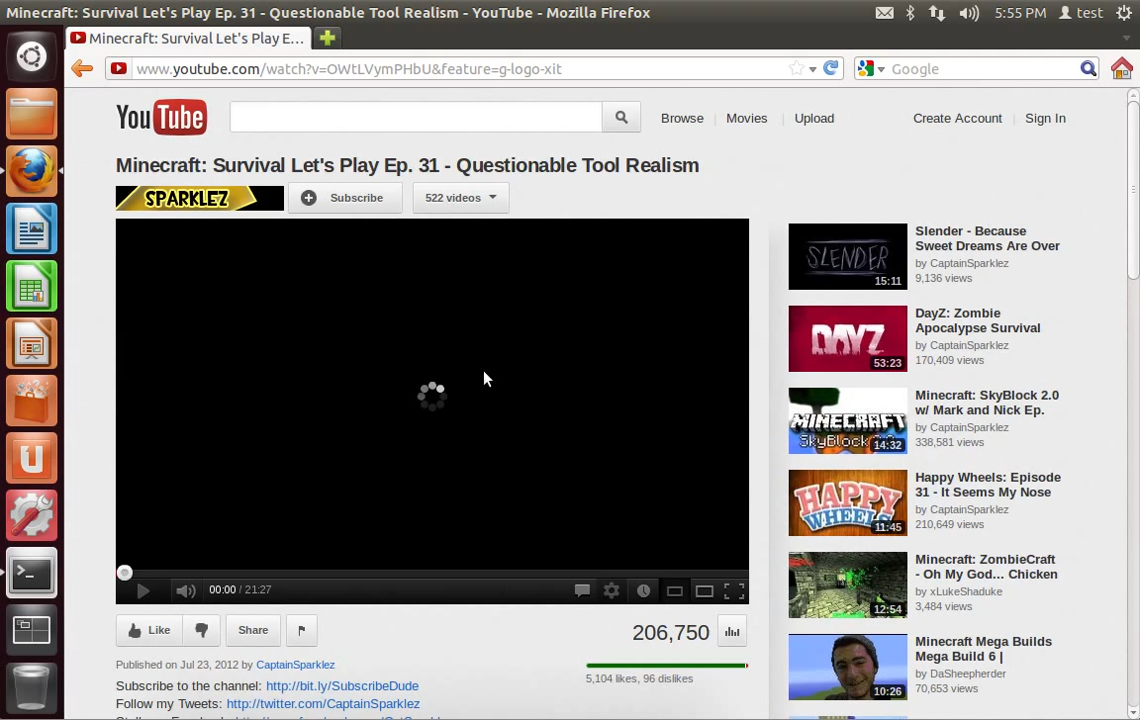 Minecraft: Survival Let's Play Ep. 31 - Questionable Tool Realism - YouTube - Mozilla Firefox
5:55 PM
test
Minecraft: Survival Let's Play E...
www.youtube.com/watch?v=OWtLVymPHbU&feature=g-logo-xit
Google
YouTube
Browse
Movies
Upload
Create Account
Sign In
Minecraft: Survival Let's Play Ep. 31 - Questionable Tool Realism
SPARKLEZ
Subscribe
522 videos
00:00 / 21:27
Like
Share
206,750
Published on Jul 23, 2012 by CaptainSparklez
5,104 likes, 96 dislikes
Subscribe to the channel: http://bit.ly/SubscribeDude
Follow my Tweets: http://twitter.com/CaptainSparklez
SLENDER
15:11
Slender - Because
Sweet Dreams Are Over
by CaptainSparklez
9,136 views
DAYZ
53:23
DayZ: Zombie
Apocalypse Survival
by CaptainSparklez
170,409 views
MINECRAFT
SkyBlock 2.0
14:32
Minecraft: SkyBlock 2.0
w/ Mark and Nick Ep.
by CaptainSparklez
338,581 views
HAPPY
WHEELS
11:45
Happy Wheels: Episode
31 - It Seems My Nose
by CaptainSparklez
210,649 views
12:54
Minecraft: ZombieCraft
- Oh My God... Chicken
by xLukeShaduke
3,484 views
10:26
Minecraft Mega Builds
Mega Build 6 |
by DaSheepherder
70,653 views